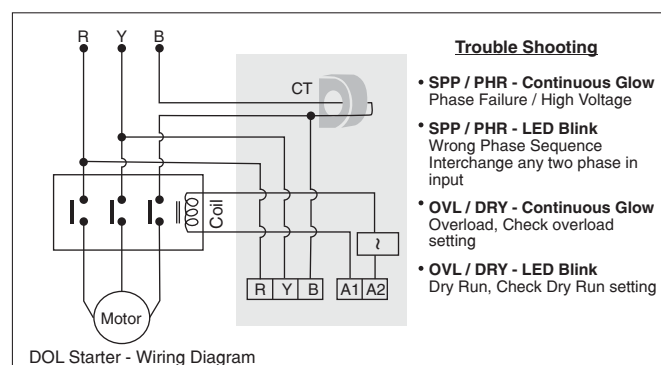 R Y B
CT
Coil
~
R Y B A1 A2
Motor
DOL Starter - Wiring Diagram
Trouble Shooting
• SPP / PHR - Continuous Glow
Phase Failure / High Voltage
• SPP / PHR - LED Blink
Wrong Phase Sequence
Interchange any two phase in
input
• OVL / DRY - Continuous Glow
Overload, Check overload
setting
• OVL / DRY - LED Blink
Dry Run, Check Dry Run setting